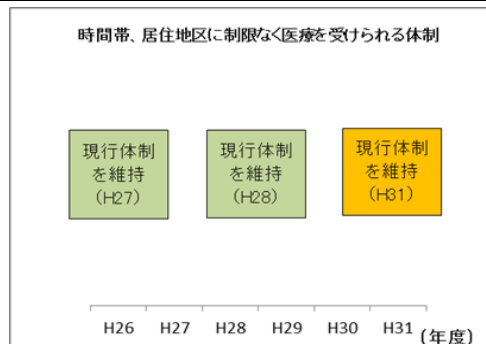 時間帯、居住地区に制限なく医療を受けられる体制
現行体制
を維持
(H27)
現行体制
を維持
(H28)
現行体制
を維持
(H31)
H26 H27 H28 H29 H30 H31 (年度)